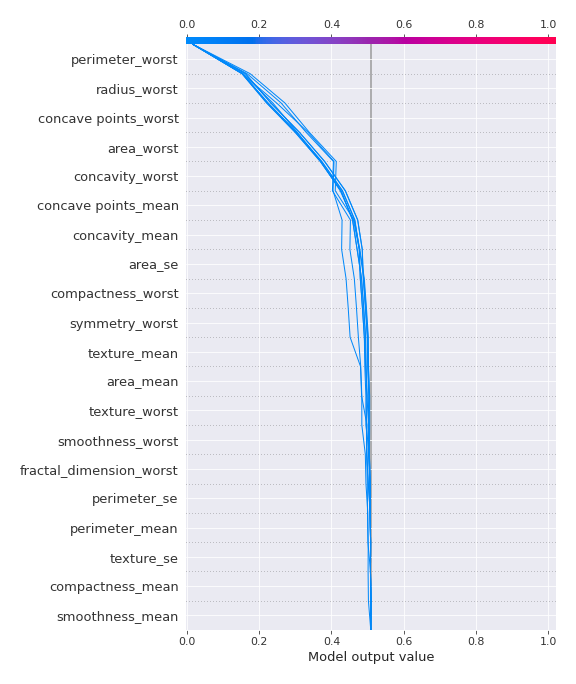 0.0 0.2 0.4 0.6 0.8 1.0
perimeter_worst
radius_worst
concave points_worst
area_worst
concavity_worst
concave points_mean
concavity_mean
area_se
compactness_worst
symmetry_worst
texture_mean
area_mean
texture_worst
smoothness_worst
fractal_dimension_worst
perimeter_se
perimeter_mean
texture_se
compactness_mean
smoothness_mean
0.0 0.2 0.4 0.6 0.8 1.0
Model output value